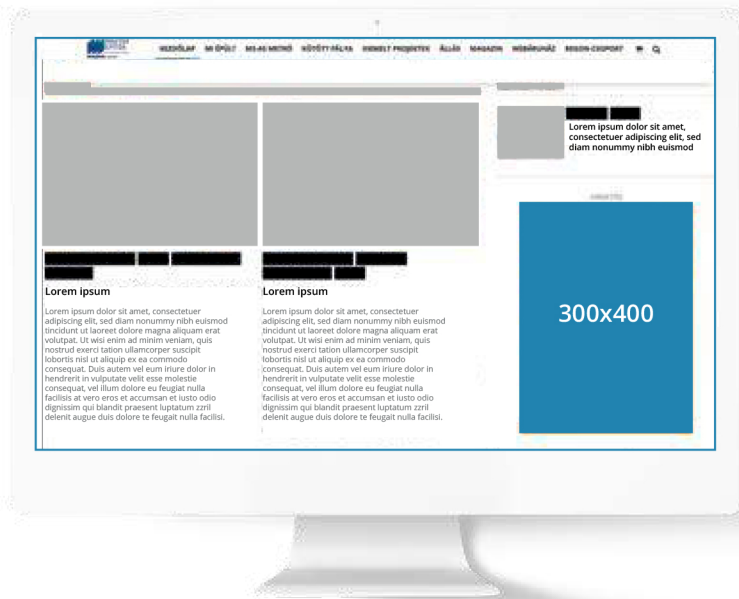 KEZDŐLAP MI ÉPÜLT M3-AS METRÓ KÖTÖTT PÁLYA KIEMELT PROJEKTEK ÁLLÁS MAGAZIN WEBÁRUHÁZ
Lorem ipsum dolor sit amet,
consectetuer adipiscing elit, sed
diam nonummy nibh euismod
300x400
Lorem ipsum
Lorem ipsum dolor sit amet, consectetuer
adipiscing elit, sed diam nonummy nibh euismod
tincidunt ut laoreet dolore magna aliquam erat
volutpat. Ut wisi enim ad minim veniam, quis
nostrud exerci tation ullamcorper suscipit
lobortis nisl ut aliquip ex ea commodo
consequat. Duis autem vel eum iriure dolor in
hendrerit in vulputate velit esse molestie
consequat, vel illum dolore eu feugiat nulla
facilisis at vero eros et accumsan et iusto odio
dignissim qui blandit praesent luptatum zzril
delenit augue duis dolore te feugait nulla facilisi.
Lorem ipsum
Lorem ipsum dolor sit amet, consectetuer
adipiscing elit, sed diam nonummy nibh euismod
tincidunt ut laoreet dolore magna aliquam erat
volutpat. Ut wisi enim ad minim veniam, quis
nostrud exerci tation ullamcorper suscipit
lobortis nisl ut aliquip ex ea commodo
consequat. Duis autem vel eum iriure dolor in
hendrerit in vulputate velit esse molestie
consequat, vel illum dolore eu feugiat nulla
facilisis at vero eros et accumsan et iusto odio
dignissim qui blandit praesent luptatum zzril
delenit augue duis dolore te feugait nulla facilisi.